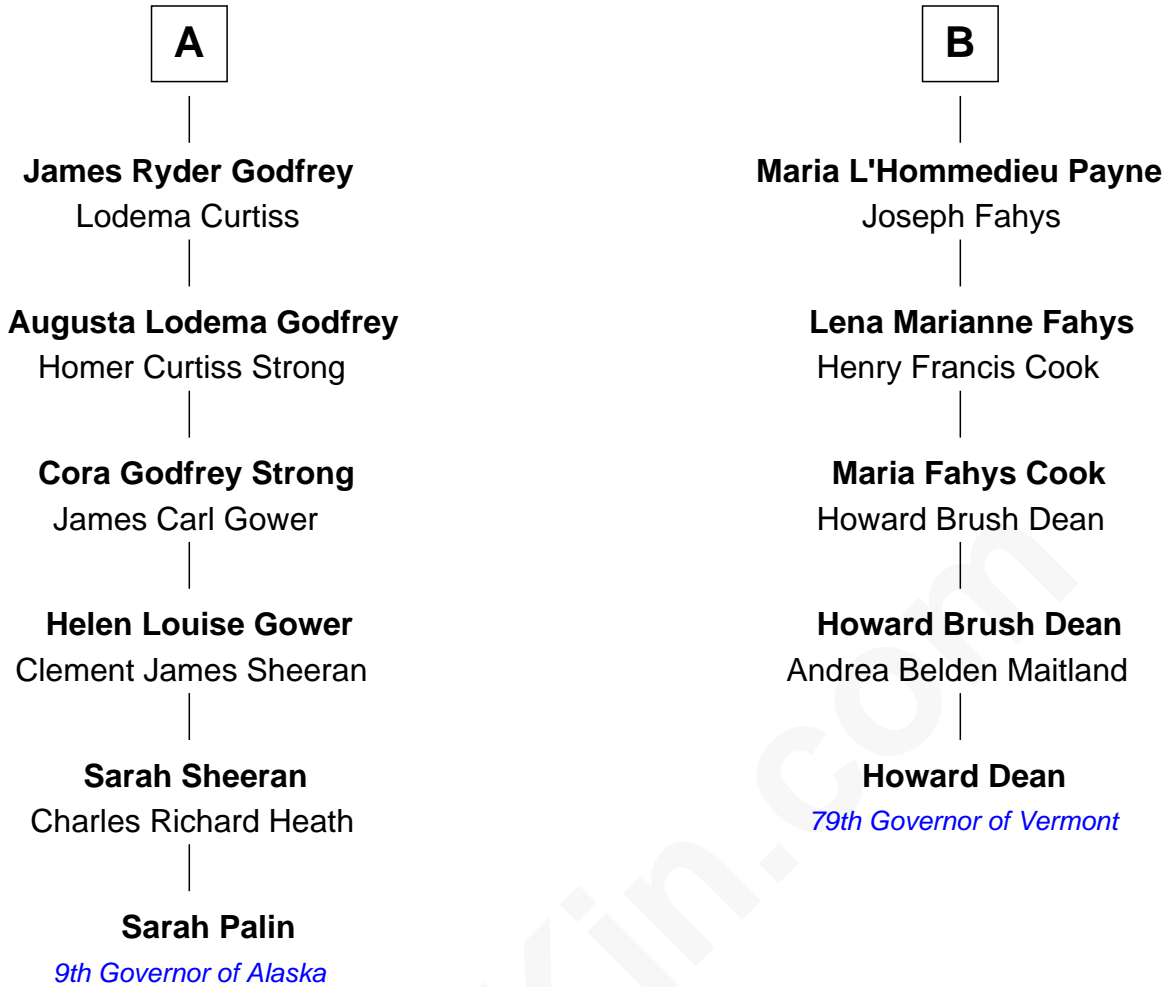 A
James Ryder Godfrey
Lodema Curtiss
Augusta Lodema Godfrey
Homer Curtiss Strong
Cora Godfrey Strong
James Carl Gower
Helen Louise Gower
Clement James Sheeran
Sarah Sheeran
Charles Richard Heath
Sarah Palin
9th Governor of Alaska
B
Maria L'Hommedieu Payne
Joseph Fahys
Lena Marianne Fahys
Henry Francis Cook
Maria Fahys Cook
Howard Brush Dean
Howard Brush Dean
Andrea Belden Maitland
Howard Dean
79th Governor of Vermont
Kin.com